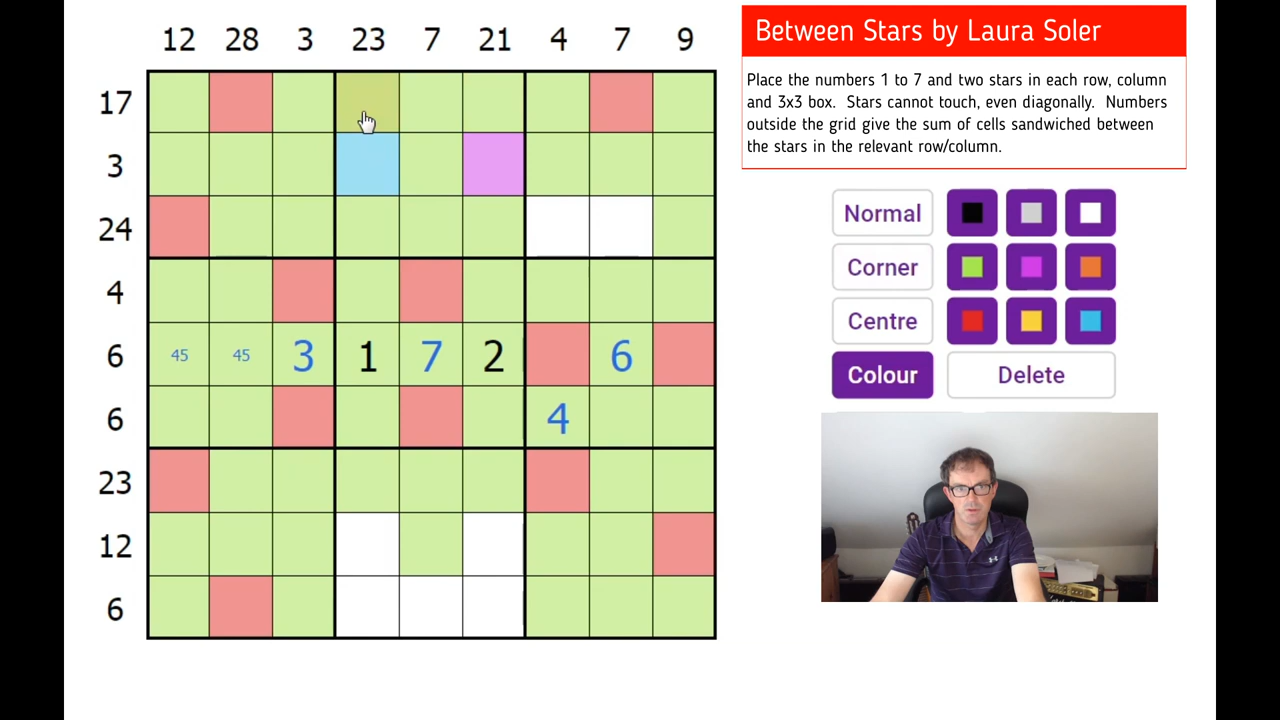 12 28 3 23 7 21 4 7 9
Between Stars by Laura Soler
Place the numbers 1 to 7 and two stars in each row, column
and 3x3 box. Stars cannot touch, even diagonally. Numbers
outside the grid give the sum of cells sandwiched between
the stars in the relevant row/column.
17
3
24
4
6 45 45 3 1 7 2 6
6 4
23
12
6
Normal
Corner
Centre
Colour Delete